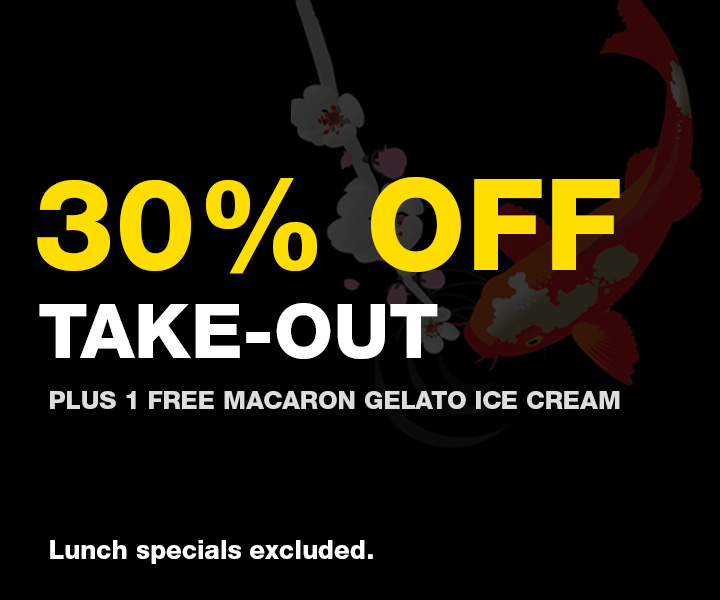 30% OFF
TAKE-OUT
PLUS 1 FREE MACARON GELATO ICE CREAM
Lunch specials excluded.